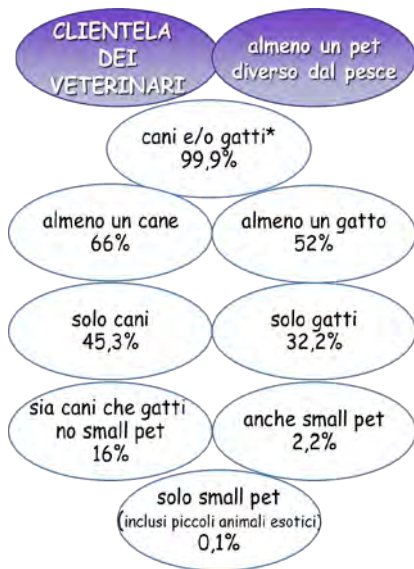 CLIENTELA
DEI
VETERINARI
almeno un pet
diverso dal pesce
cani e/o gatti*
99,9%
almeno un cane
66%
almeno un gatto
52%
solo cani
45,3%
solo gatti
32,2%
sia cani che gatti
no small pet
16%
anche small pet
2,2%
solo small pet
(inclusi piccoli animali esotici)
0,1%